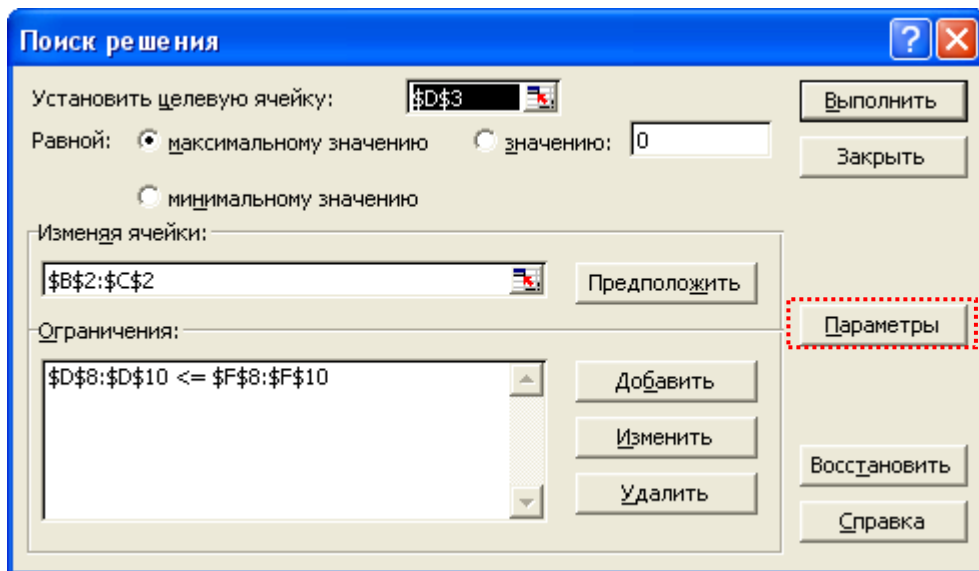 Поиск решения
Установить целевую ячейку: $D$3
Равной: максимальному значению значению: 0
минимальному значению
Изменяя ячейки:
$B$2:$C$2
Предположить
Ограничения:
$D$8:$D$10 <= $F$8:$F$10
Добавить
Изменить
Удалить
Выполнить
Закрыть
Параметры
Восстановить
Справка